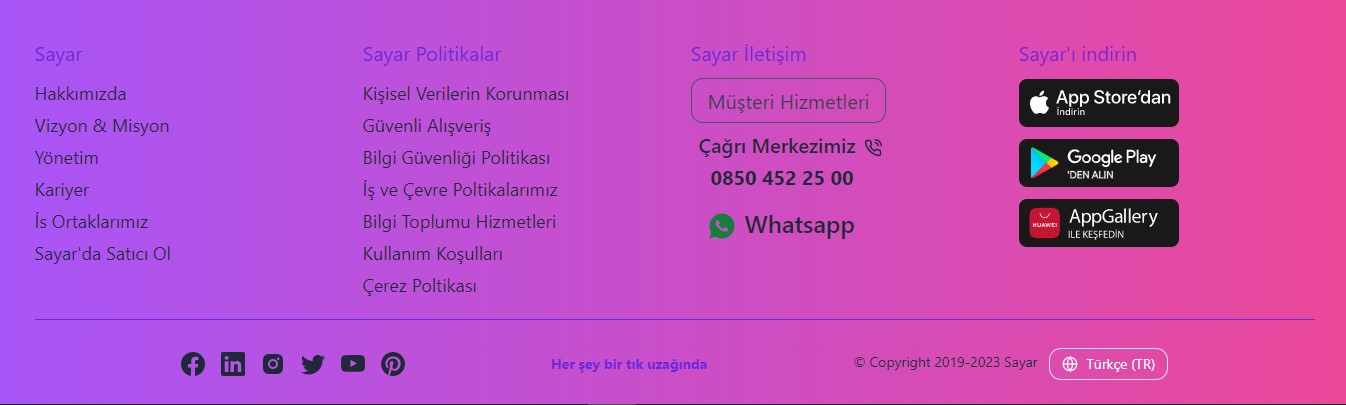 Sayar
Hakkımızda
Vizyon & Misyon
Yönetim
Kariyer
İs Ortaklarımız
Sayar'da Satıcı Ol
Sayar Politikalar
Kişisel Verilerin Korunması
Güvenli Alışveriş
Bilgi Güvenliği Politikası
İş ve Çevre Poltikalarımız
Bilgi Toplumu Hizmetleri
Kullanım Koşulları
Çerez Poltikası
Sayar İletişim
Müşteri Hizmetleri
Çağrı Merkezimiz
0850 452 25 00
Whatsapp
Sayar'ı indirin
App Store’dan
İndirin
Google Play
'DEN ALIN
HUAWEI
AppGallery
ILE KEŞFEDİN
Her şey bir tık uzağında
© Copyright 2019-2023 Sayar
Türkçe (TR)